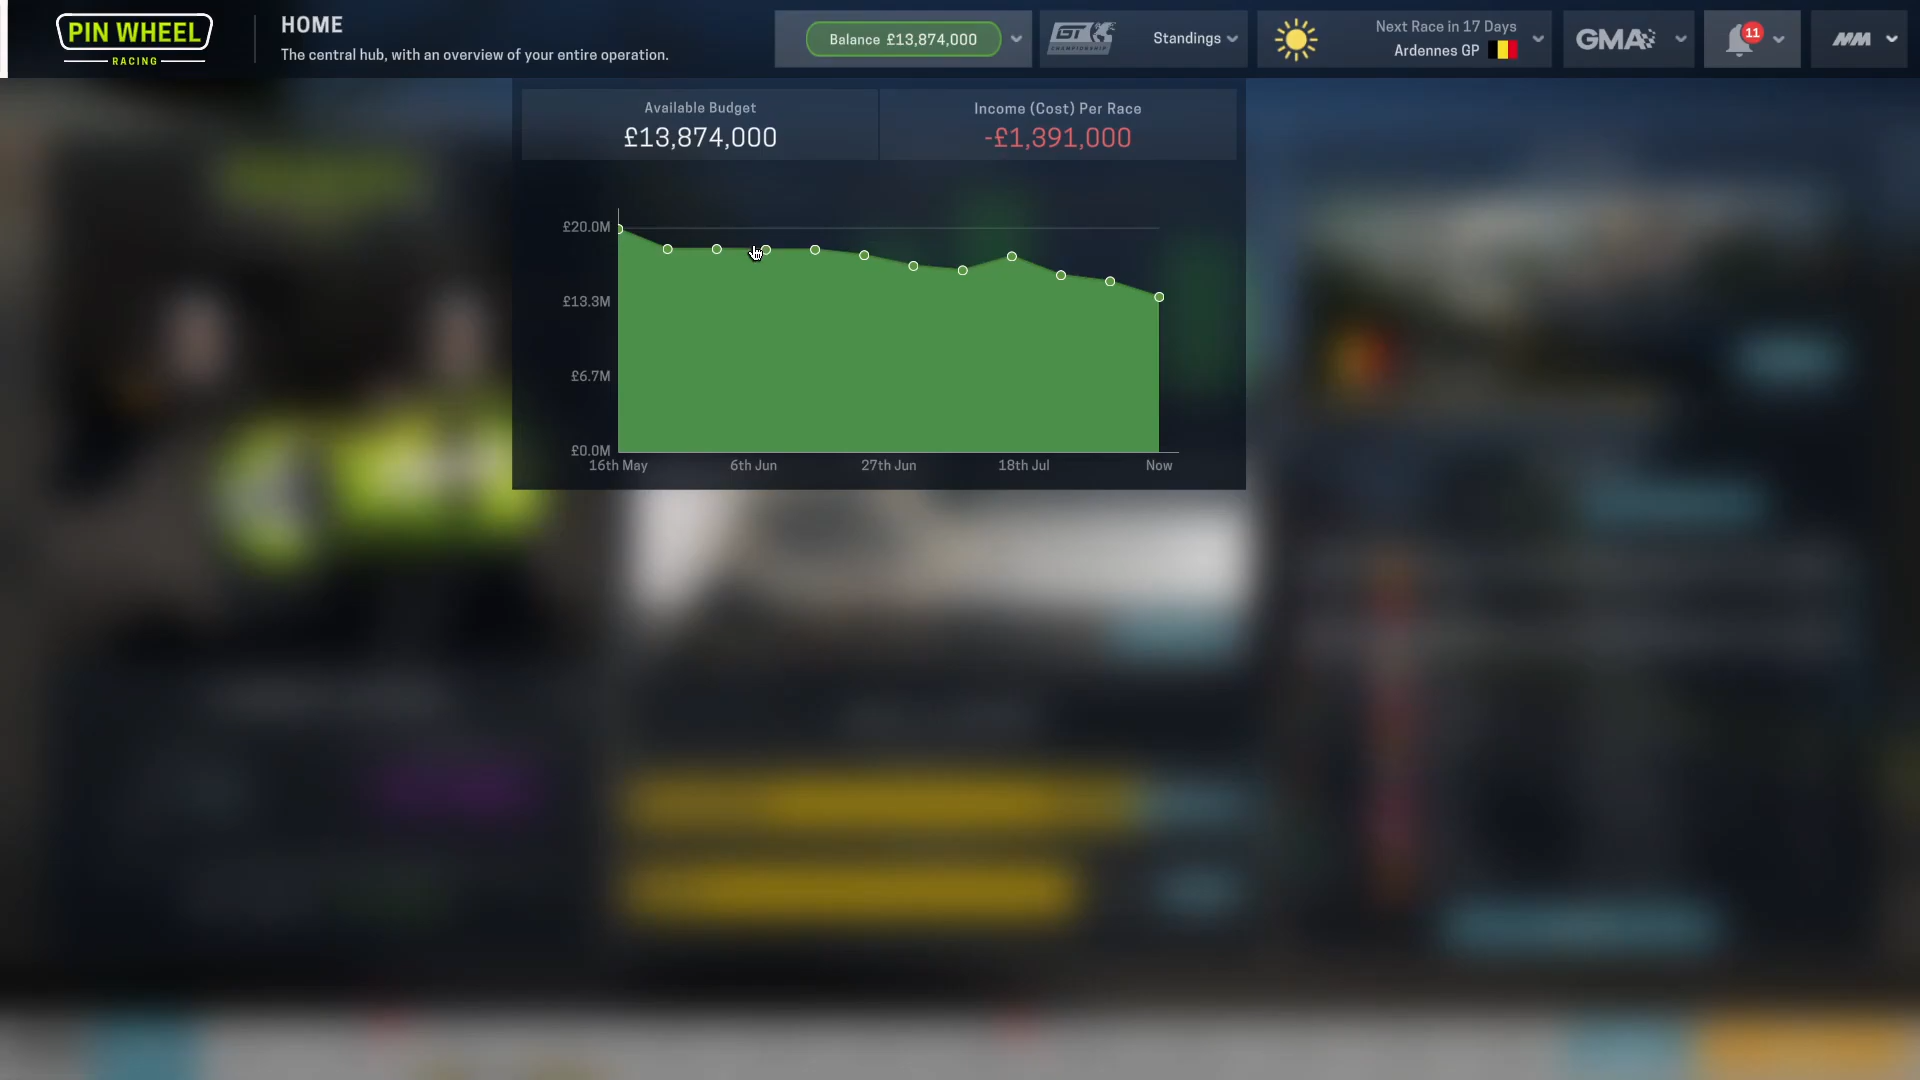 PIN WHEEL
RACING
HOME
The central hub, with an overview of your entire operation.
Balance £13,874,000
GT
CHAMPIONSHIP
Standings
Next Race in 17 Days
Ardennes GP
GMA
11
MM
Available Budget
£13,874,000
Income (Cost) Per Race
-£1,391,000
£20.0M
£13.3M
£6.7M
£0.0M
16th May
6th Jun
27th Jun
18th Jul
Now